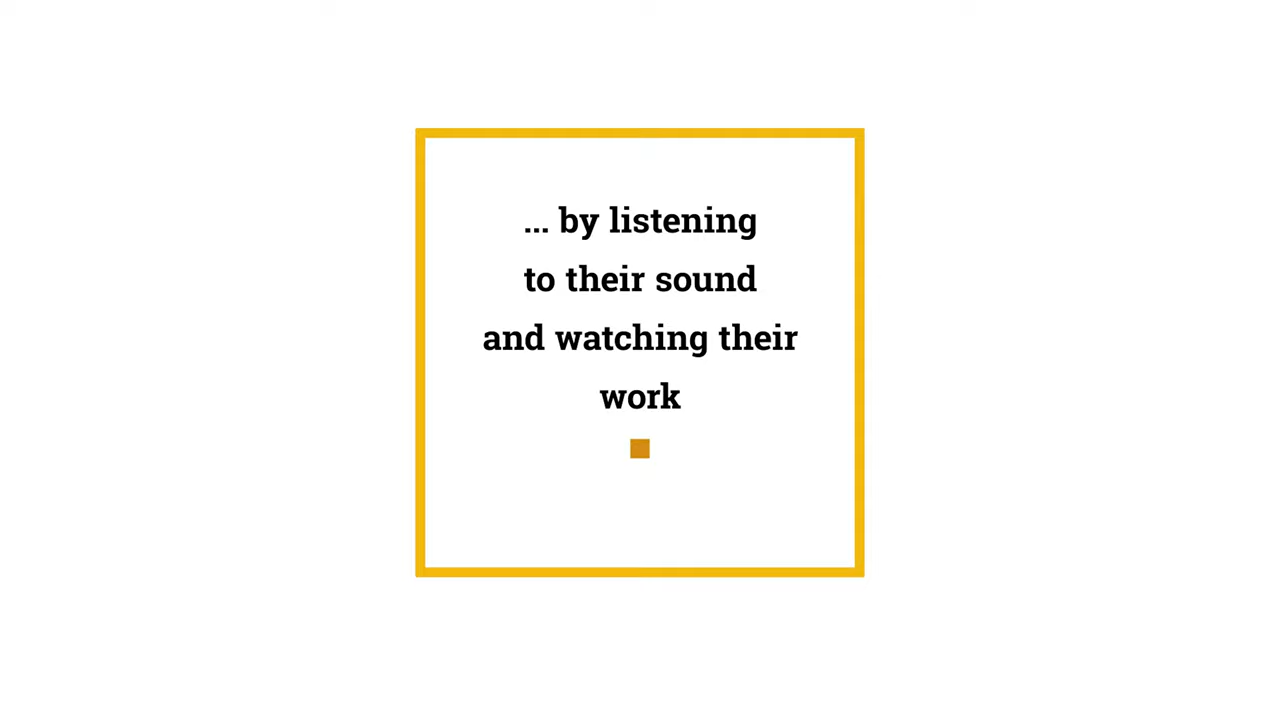 ... by listening
to their sound
and watching their
work